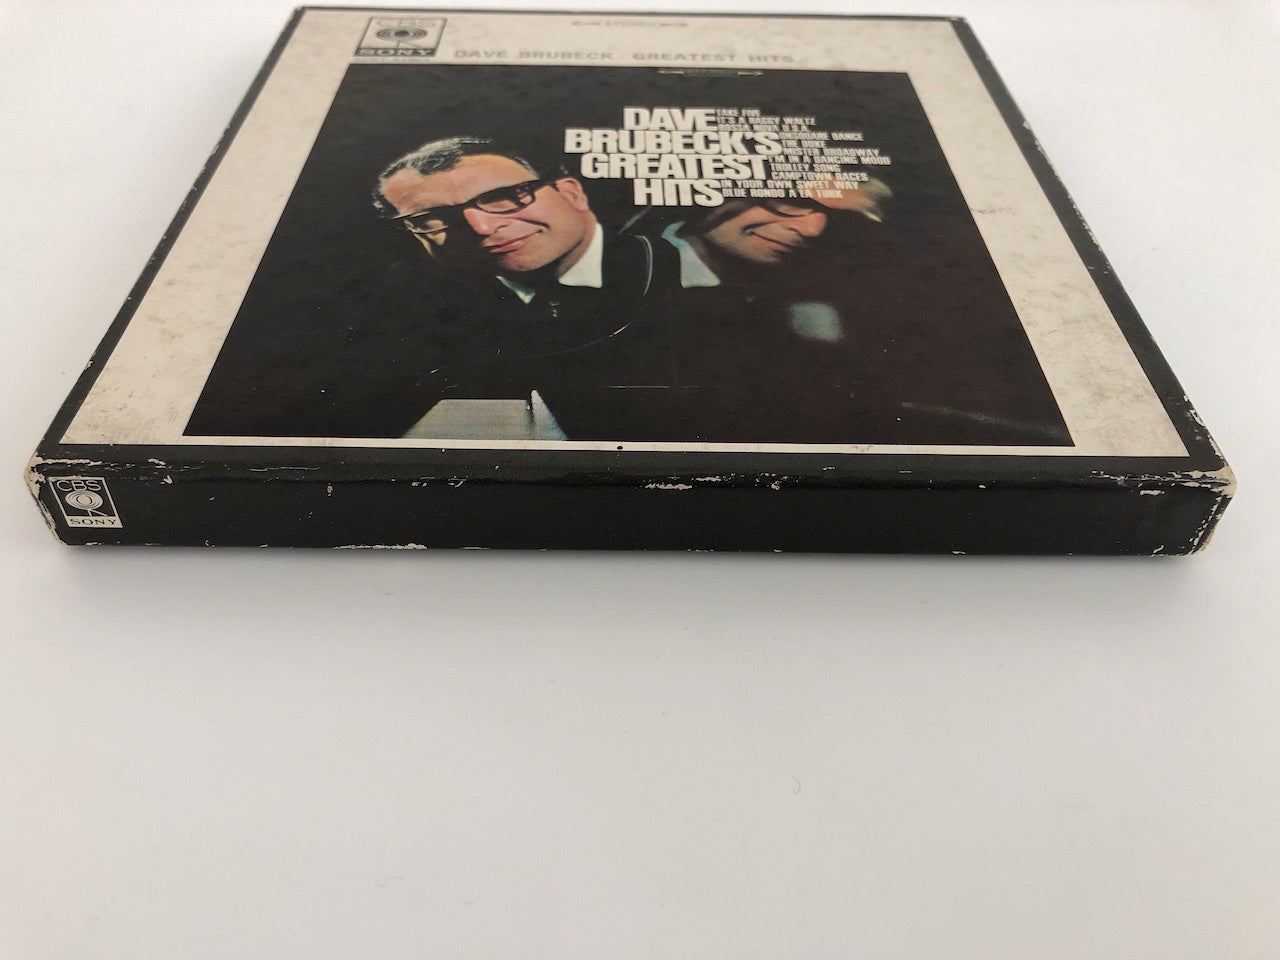 CBS
SONY
STEREO
DAVE BRUBECK / GREATEST HITS
STEREO
DAVE
BRUBECK'S
GREATEST
HITS
TAKE FIVE
IT'S A RAGGY WALTZ
BOSSA NOVA U.S.A.
UNSQUARE DANCE
THE DUKE
MISTER BROADWAY
I'M IN A DANCING MOOD
TROLLEY SONG
CAMPTOWN RACES
IN YOUR OWN SWEET WAY
BLUE RONDO A LA TURK
CBS
SONY